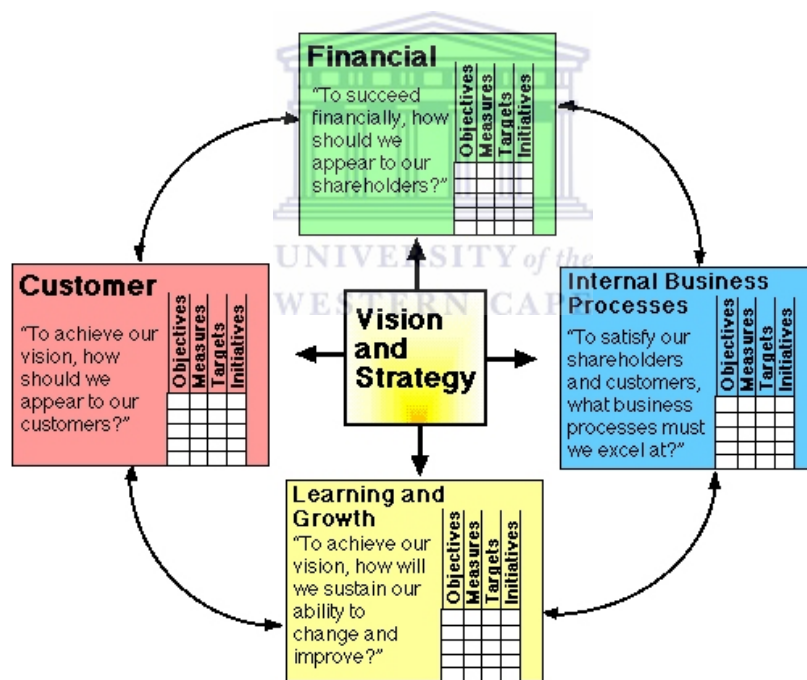 Financial
"To succeed
financially, how
should we
appear to our
shareholders?"
Objectives
Measures
Targets
Initiatives
UNIVERSITY of the
WESTERN CAPE
Customer
"To achieve our
vision, how
should we
appear to our
customers?"
Objectives
Measures
Targets
Initiatives
Vision
and
Strategy
Internal Business
Processes
"To satisfy our
shareholders
and customers,
what business
processes must
we excel at?"
Objectives
Measures
Targets
Initiatives
Learning and
Growth
"To achieve our
vision, how will
we sustain our
ability to
change and
improve?"
Objectives
Measures
Targets
Initiatives